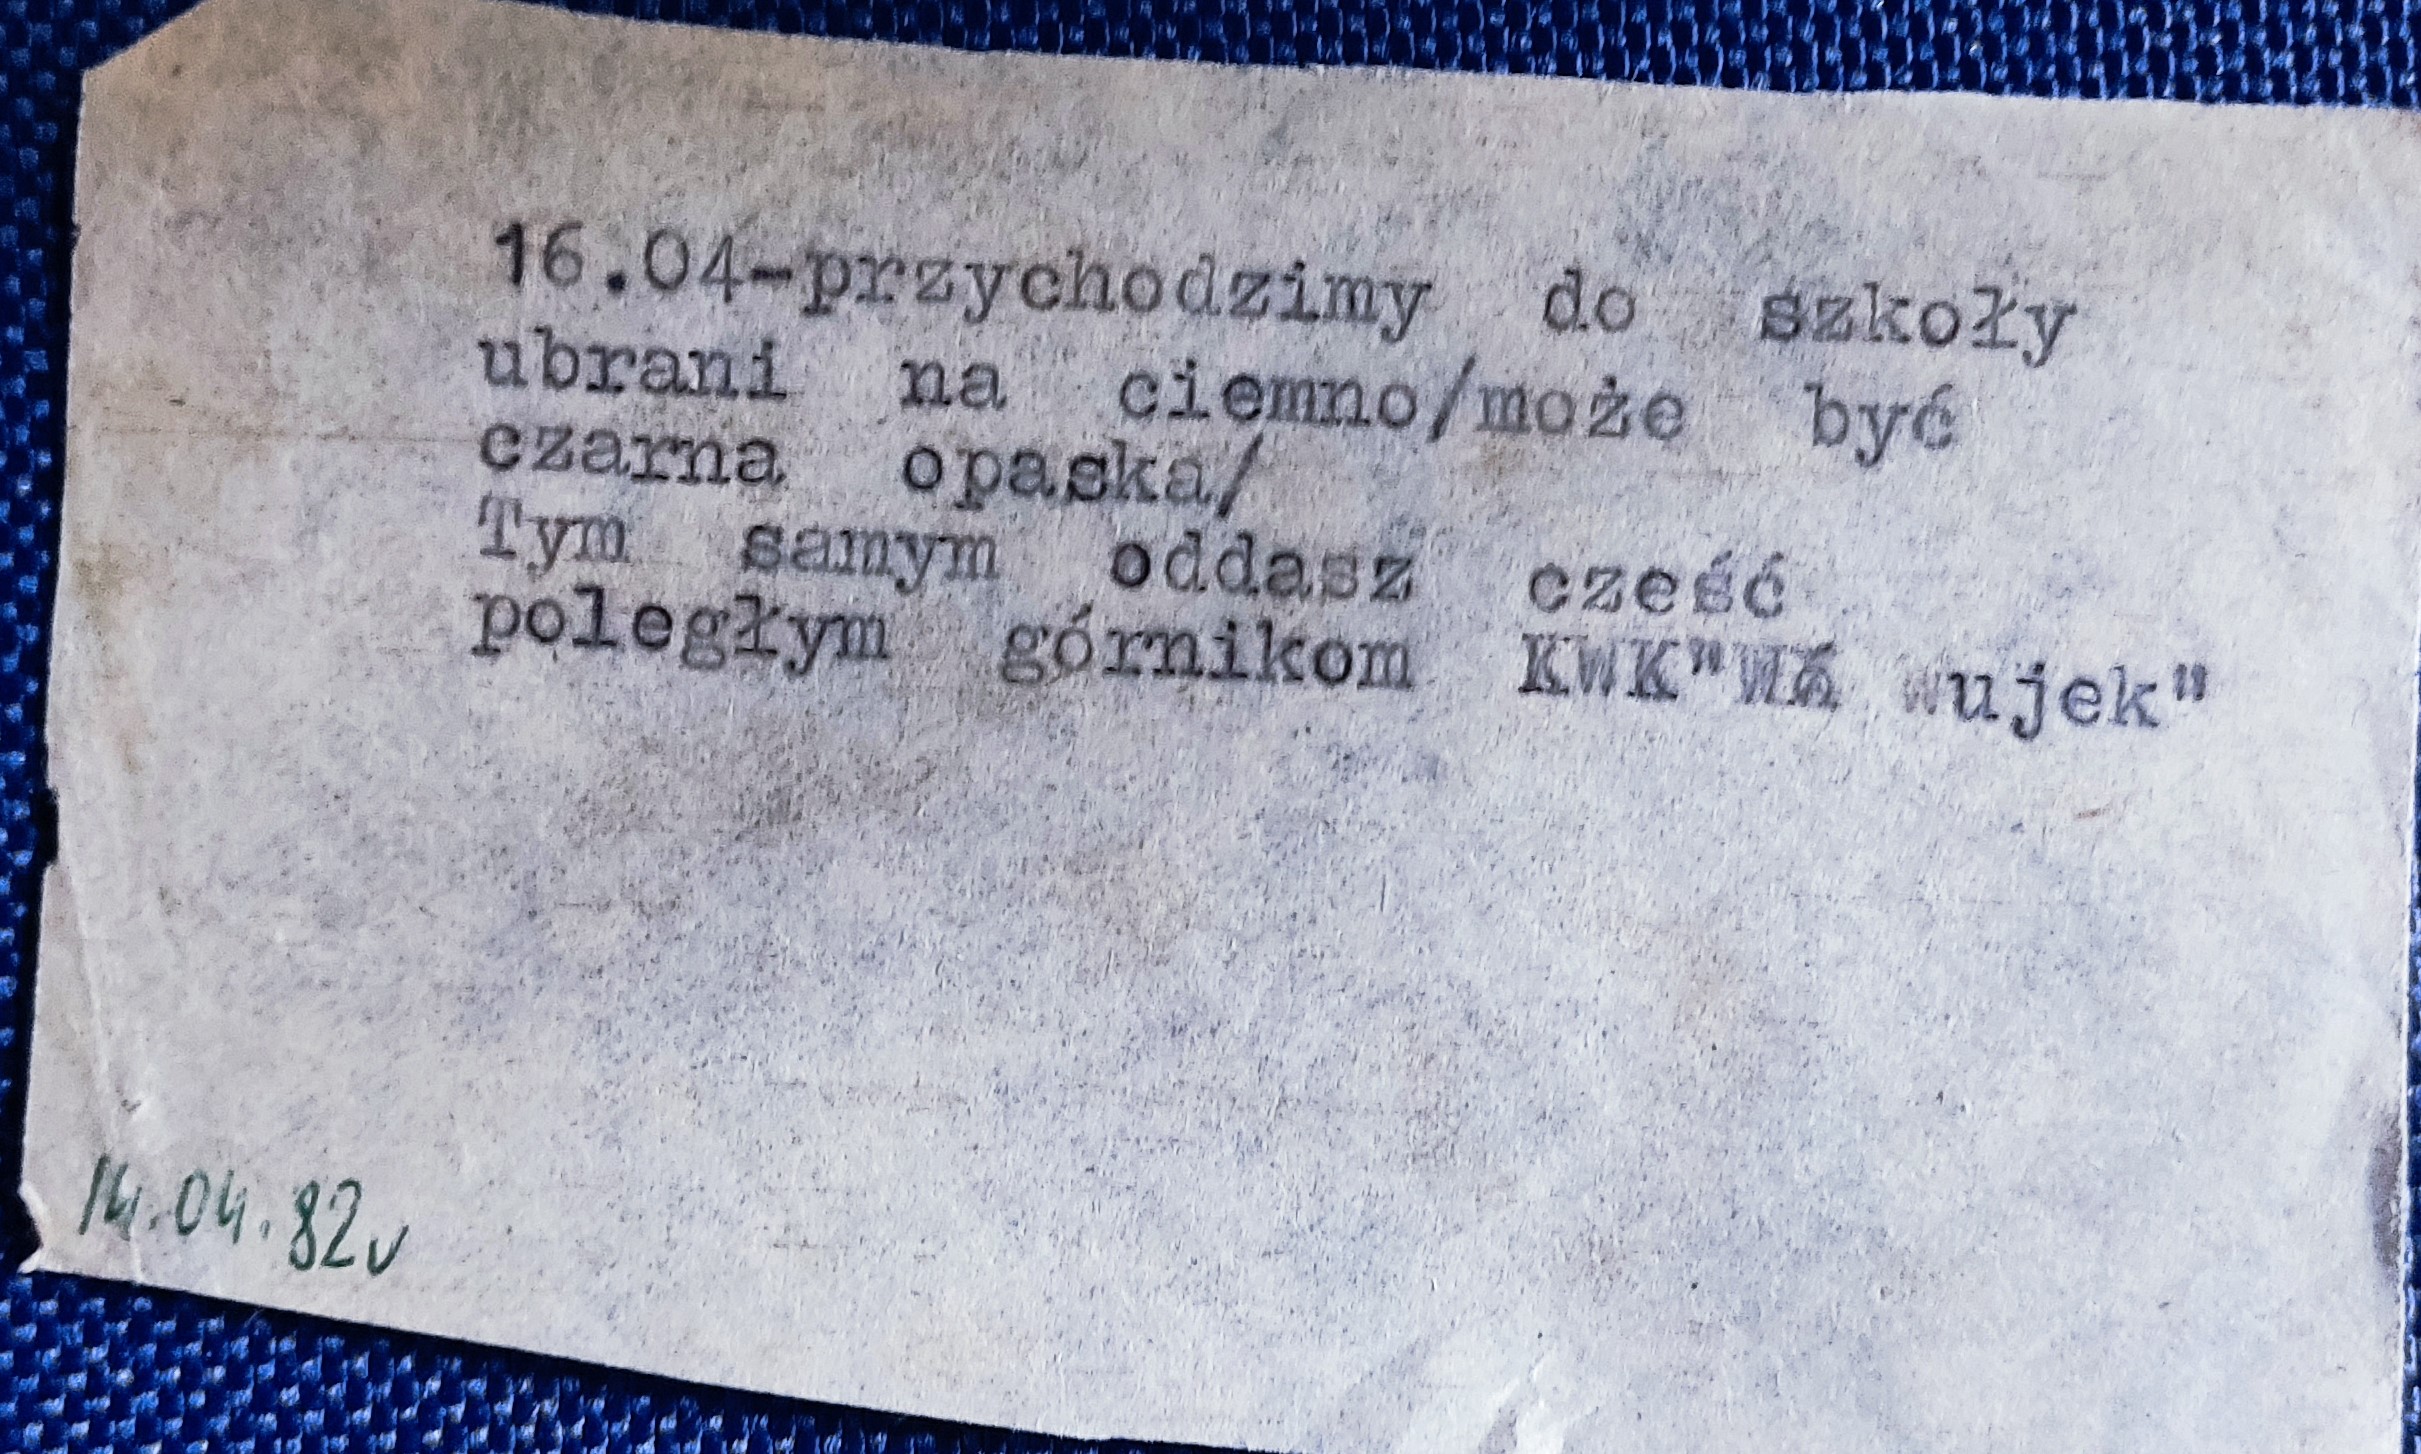 16.04-przychodzimy do szkoły
ubrani na ciemno/może być
czarna opaska/
Tym samym oddasz cześć
poległym górnikom KWK" wujek"
14.04.82